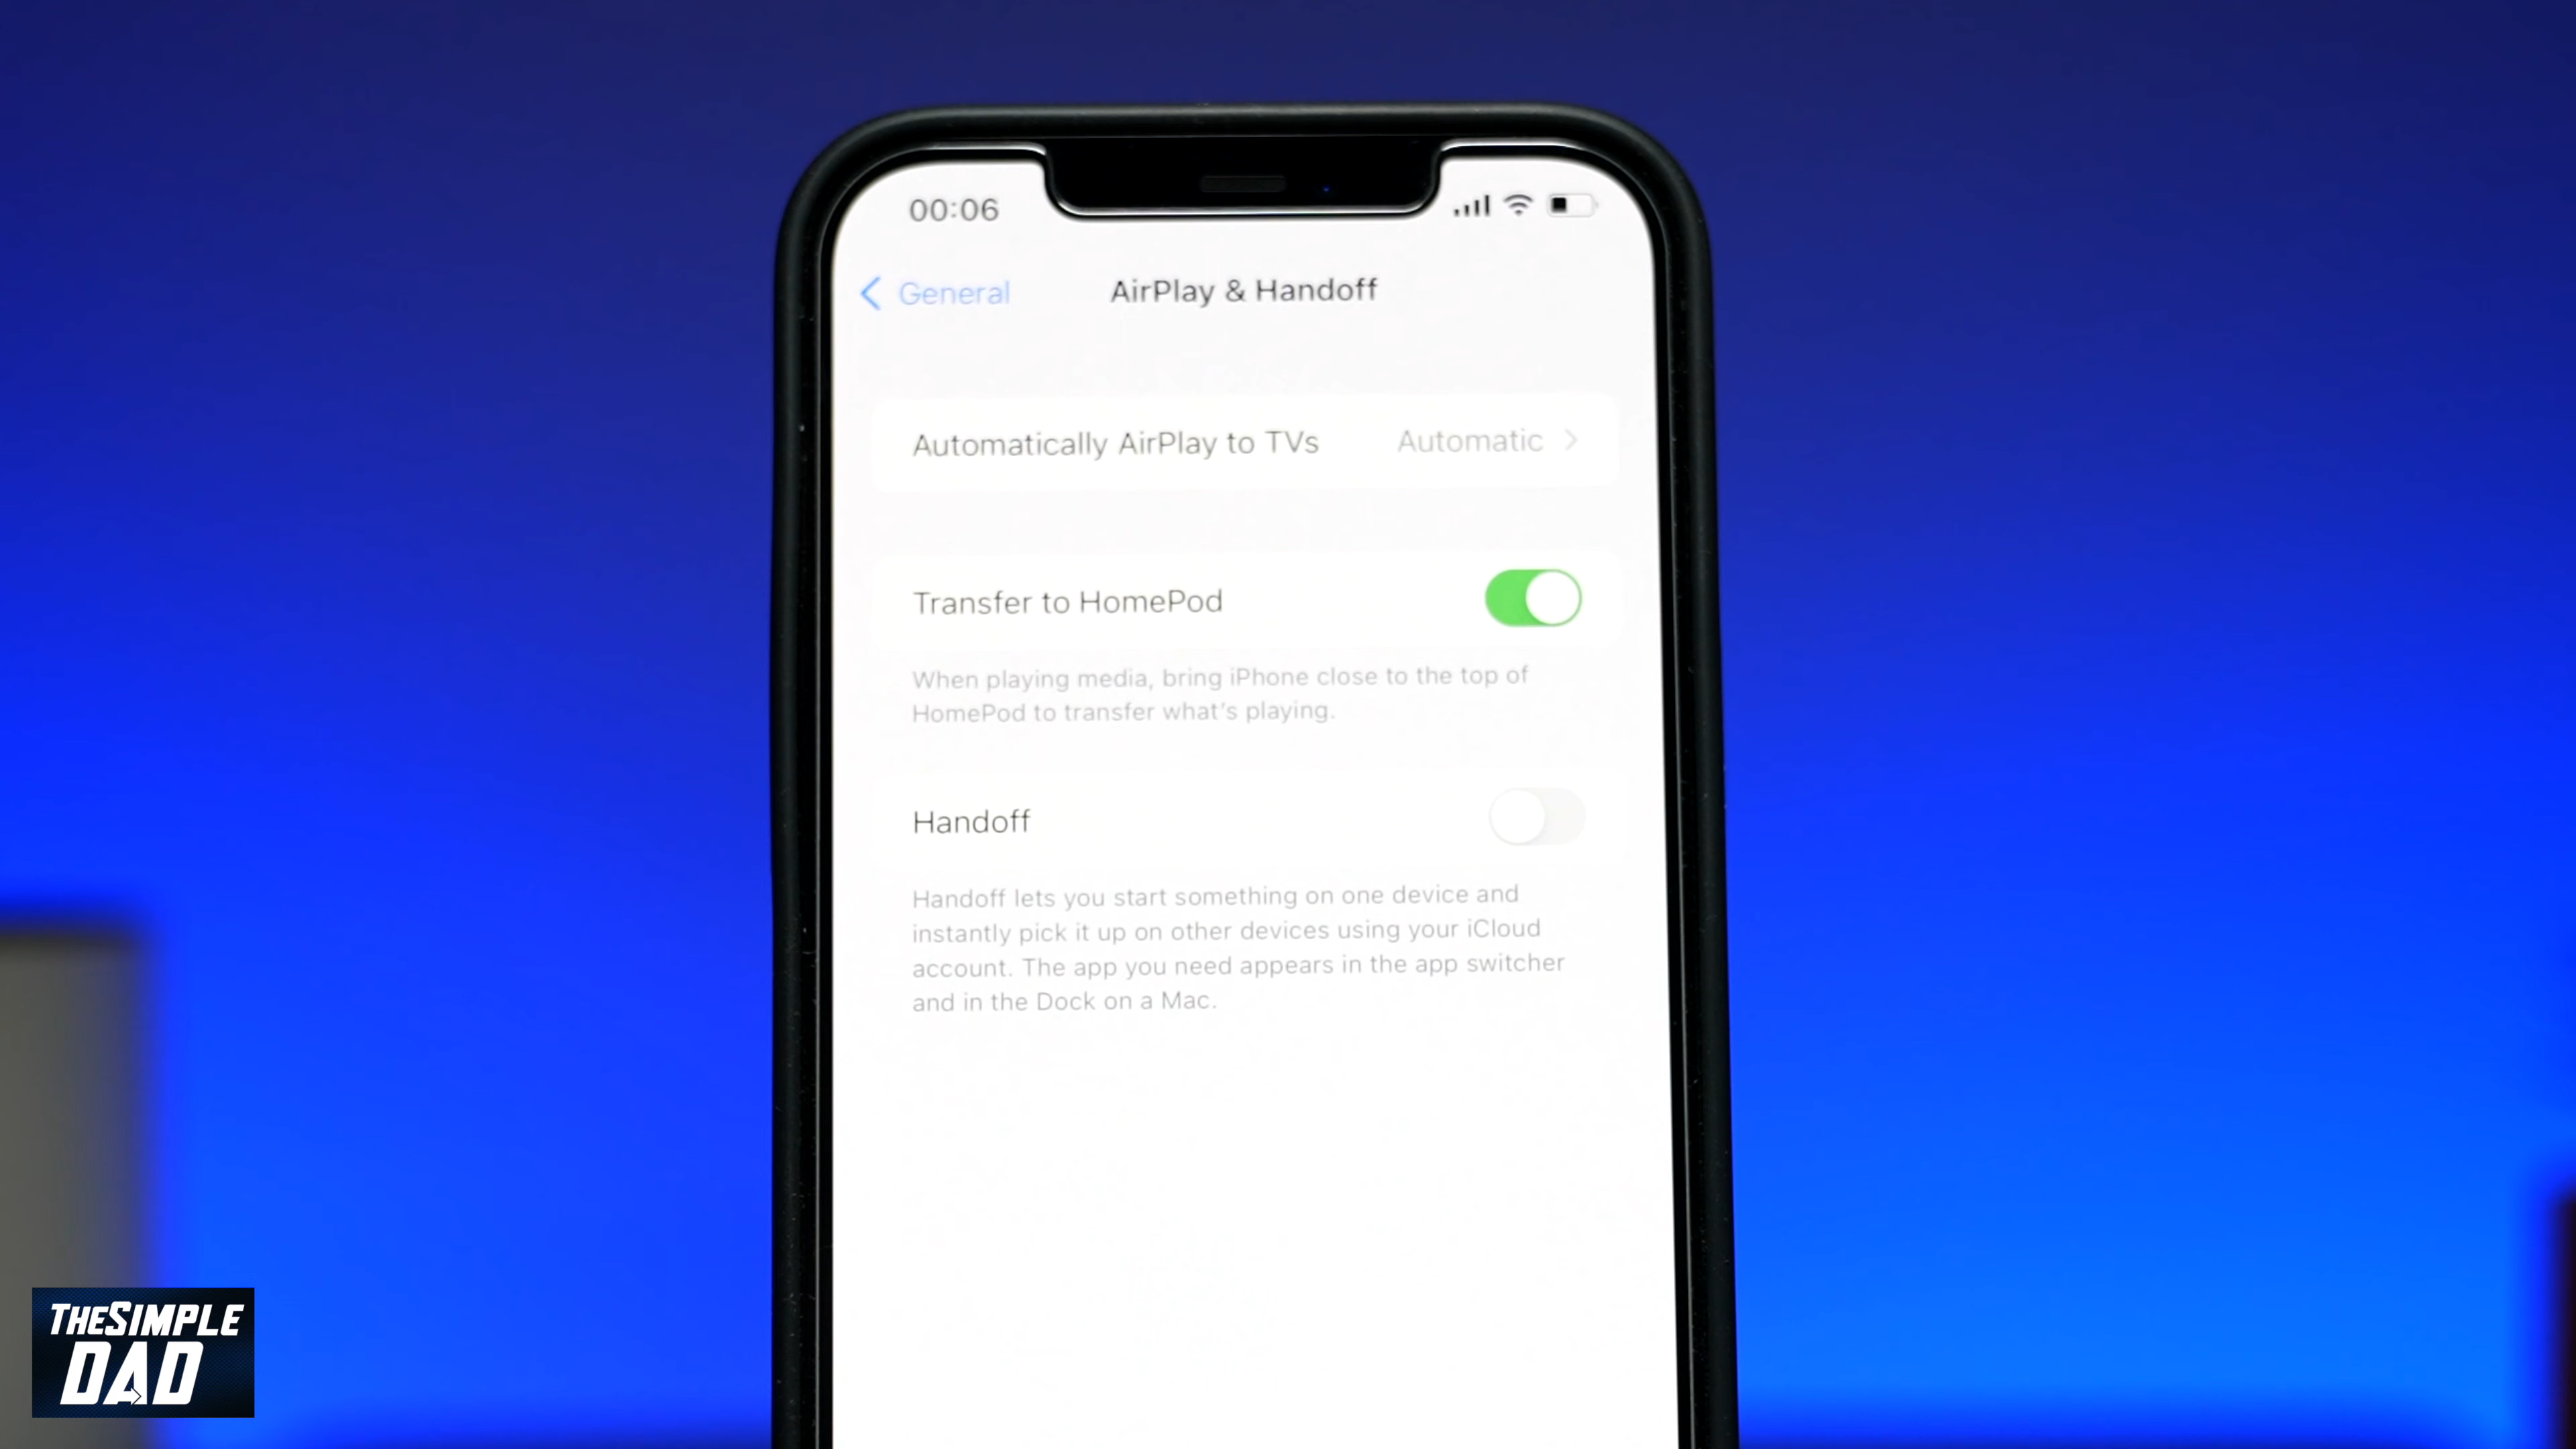 00:06
General
AirPlay & Handoff
Automatically AirPlay to TVs
Automatic
Transfer to HomePod
When playing media, bring iPhone close to the top of
HomePod to transfer what's playing.
Handoff
Handoff lets you start something on one device and
instantly pick it up on other devices using your iCloud
account. The app you need appears in the app switcher
and in the Dock on a Mac.
THESIMPLE
DAD